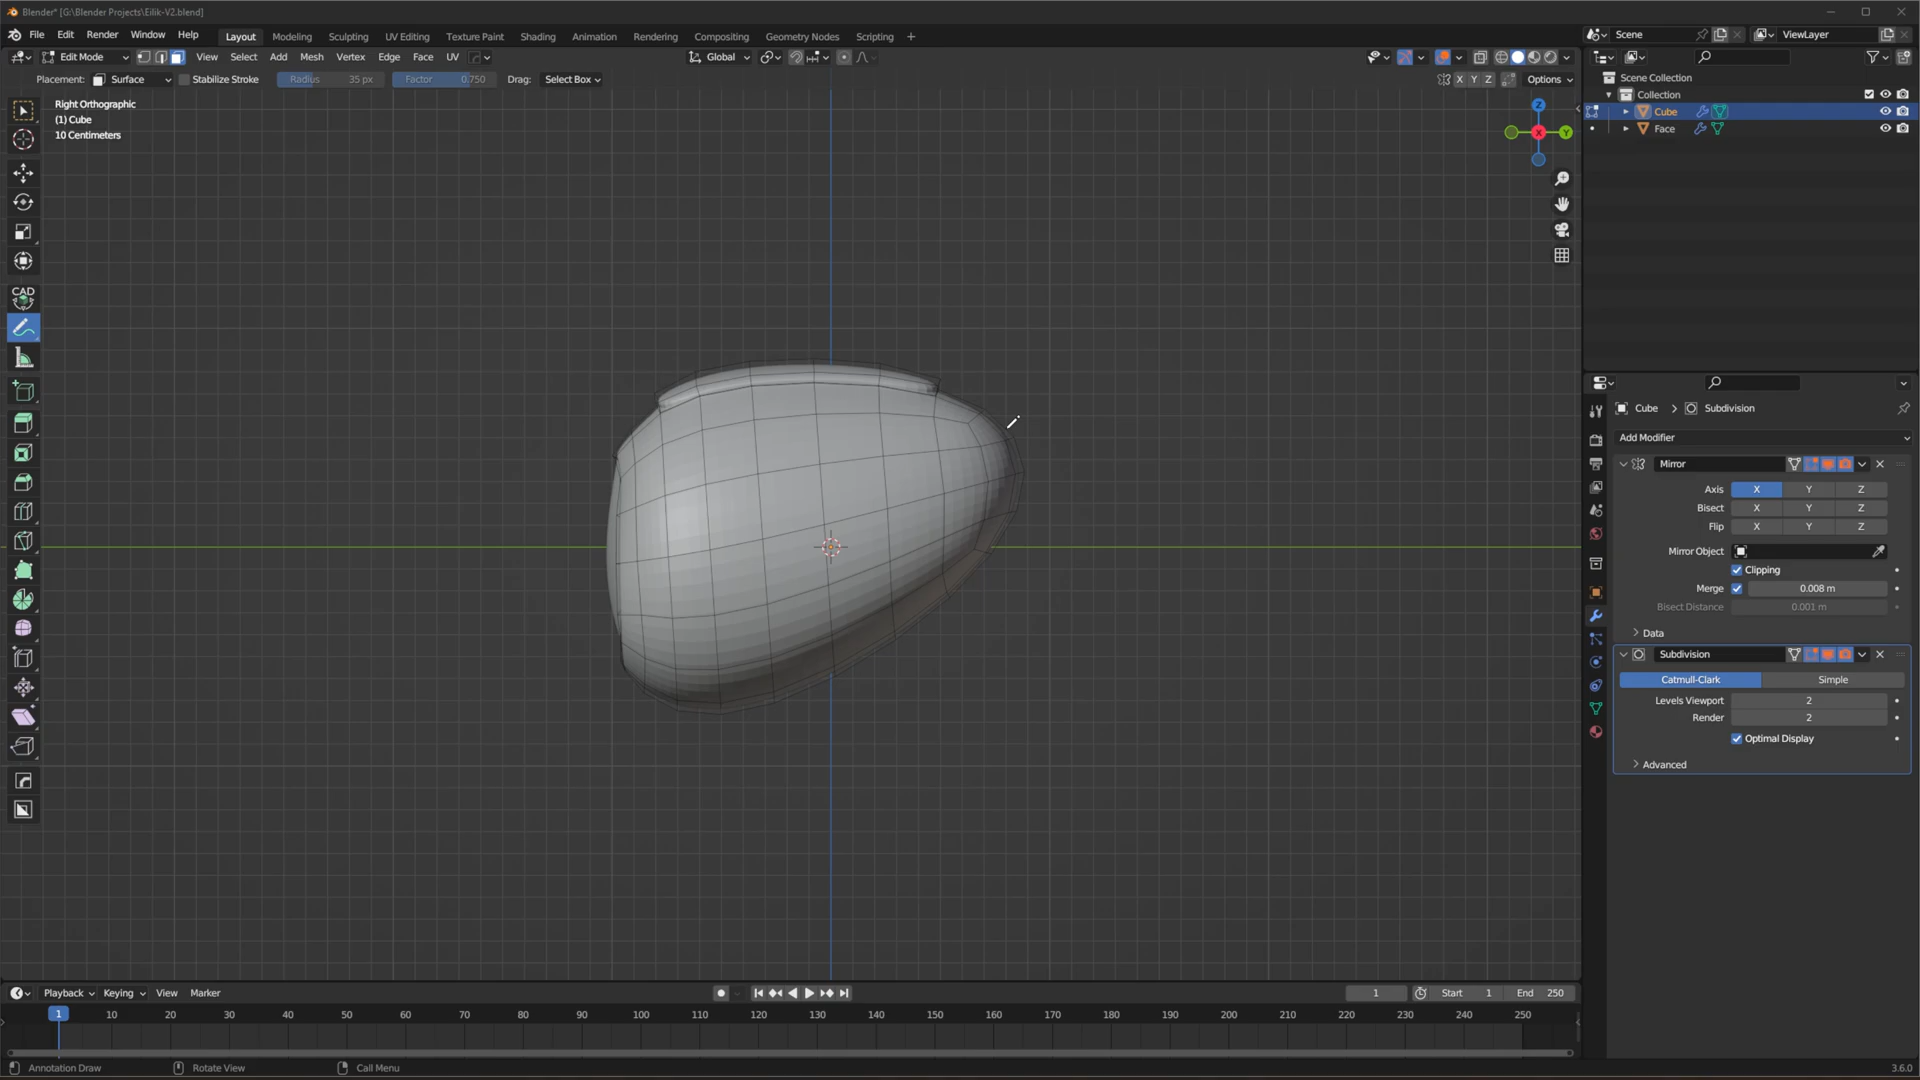 Blender* [G:\Blender Projects\Eilik-V2.blend]
File Edit Render Window Help Layout Modeling Sculpting UV Editing Texture Paint Shading Animation Rendering Compositing Geometry Nodes Scripting + Scene ViewLayer
Edit Mode View Select Add Mesh Vertex Edge Face UV Global
Placement: Surface Stabilize Stroke Radius 35 px Factor 0.750 Drag: Select Box X Y Z Options
Right Orthographic
(1) Cube
10 Centimeters
CAD
Z
X
Y
Scene Collection
Collection
Cube
Face
Cube > Subdivision
Add Modifier
Mirror
Axis X Y Z
Bisect X Y Z
Flip X Y Z
Mirror Object
Clipping
Merge 0.008 m
Bisect Distance 0.001 m
Data
Subdivision
Catmull-Clark Simple
Levels Viewport 2
Render 2
Optimal Display
Advanced
Playback Keying View Marker 1 Start 1 End 250
1 10 20 30 40 50 60 70 80 90 100 110 120 130 140 150 160 170 180 190 200 210 220 230 240 250
Annotation Draw Rotate View Call Menu 3.6.0